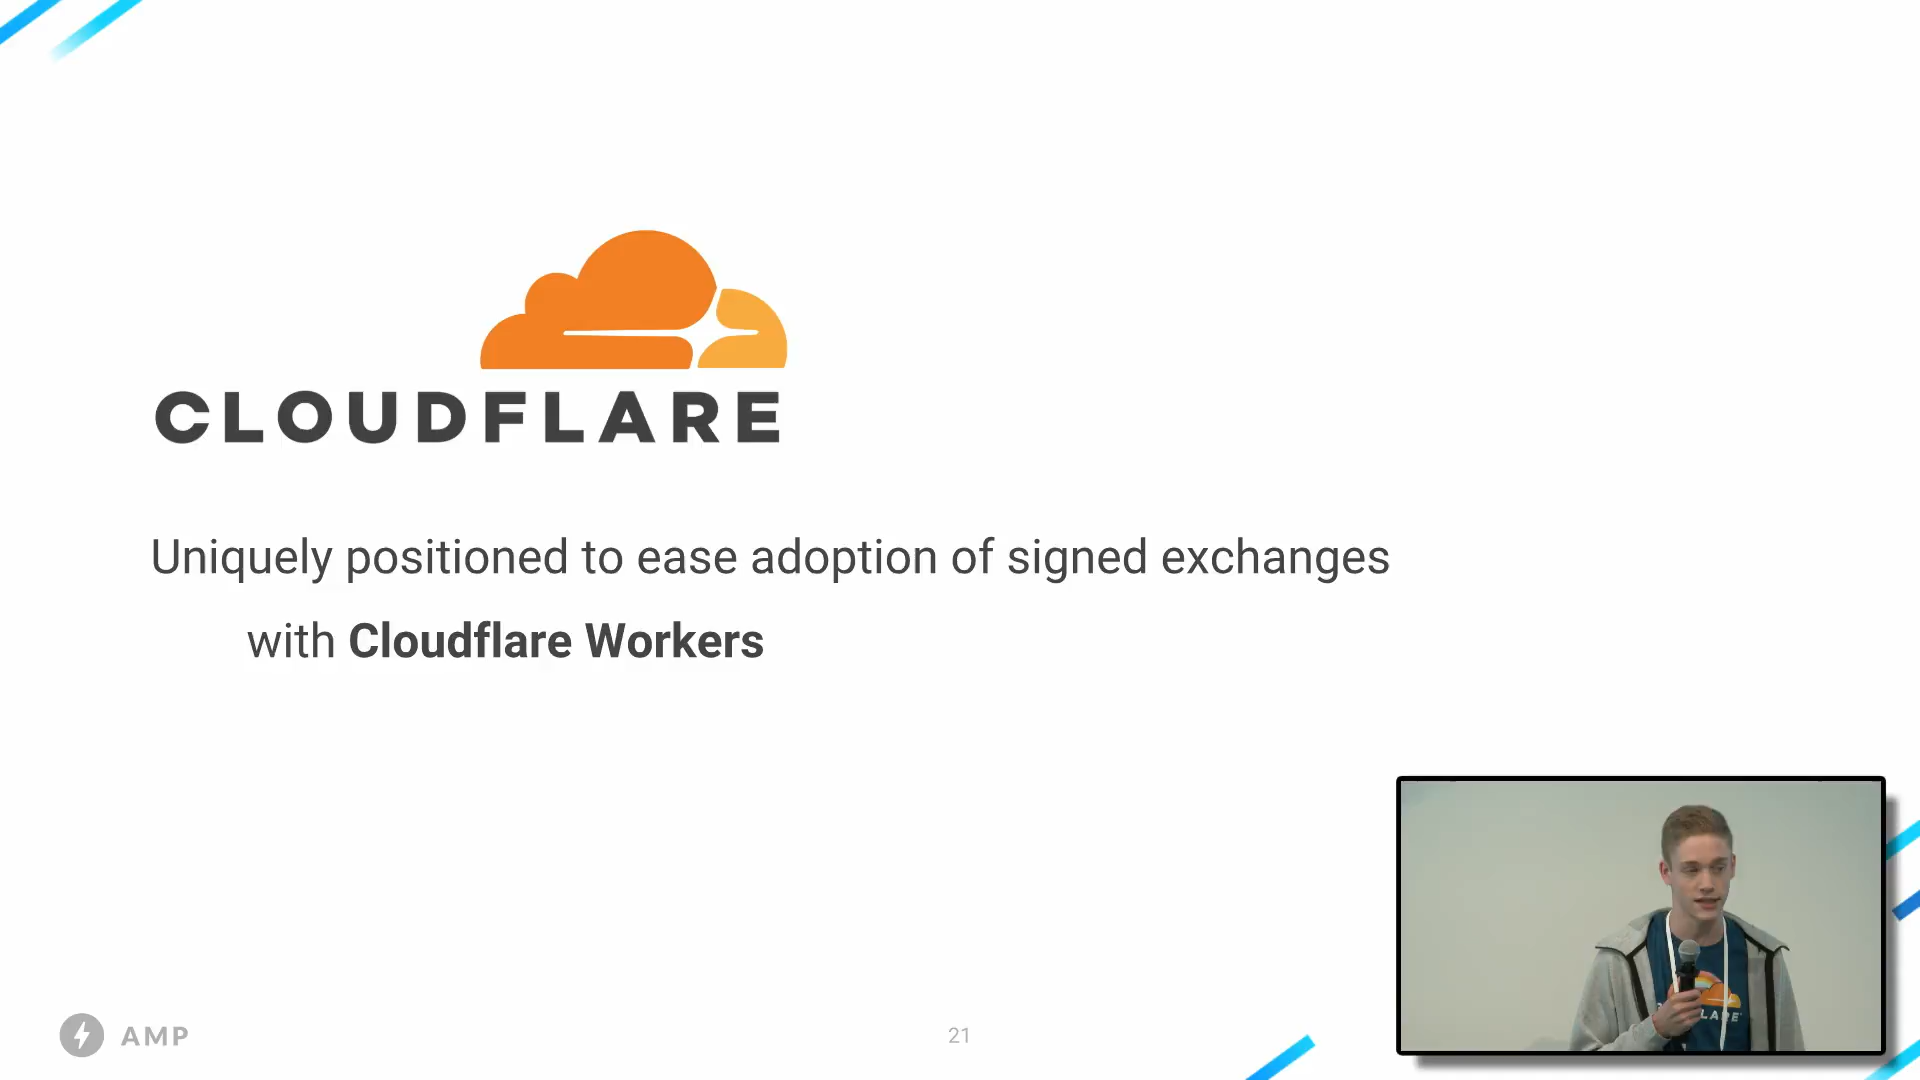 CLOUDFLARE
Uniquely positioned to ease adoption of signed exchanges
with Cloudflare Workers
AMP
21